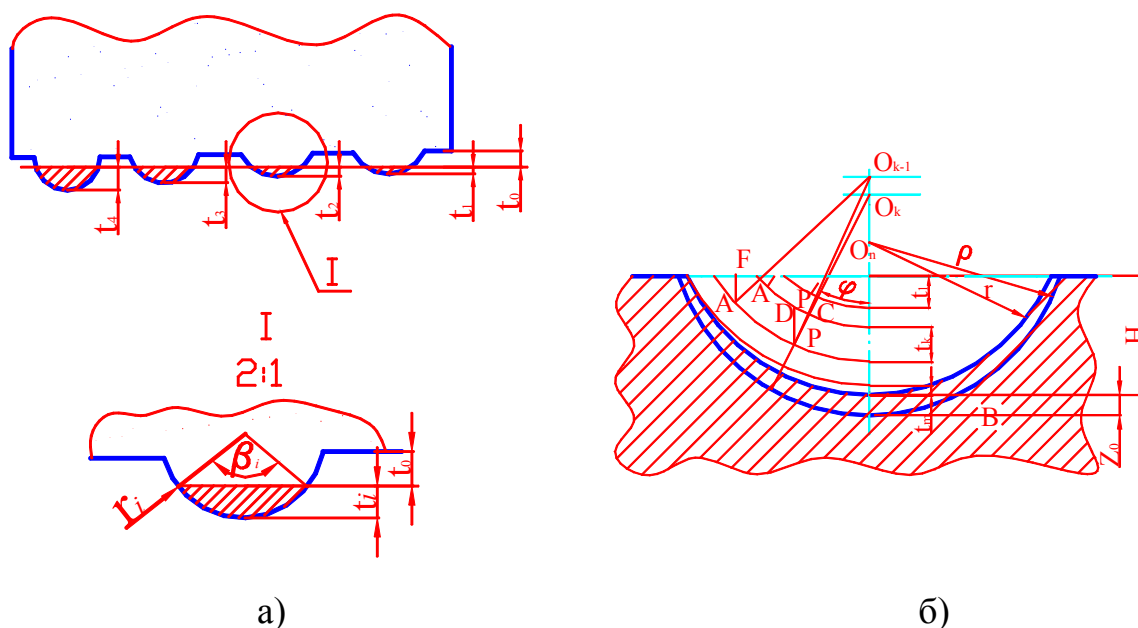 t₄
t₃
t₂
t₁
t₀
I
I
2:1
βᵢ
rᵢ
tᵢ
t₀
а)
Oₖ₋₁
Oₖ
Oₙ
ρ
r
F
A
A
P
φ
D
C
P
t₁
tₖ
tₙ
B
H
Z₀
б)